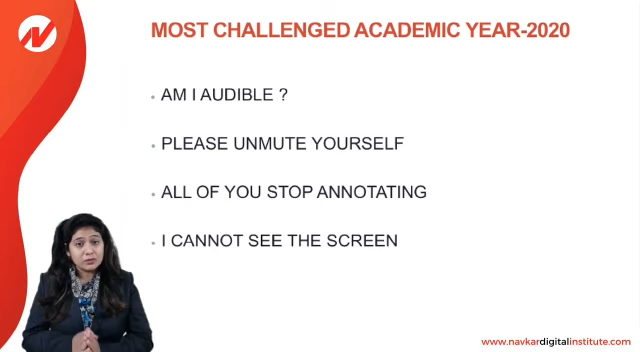 MOST CHALLENGED ACADEMIC YEAR-2020
AM I AUDIBLE ?
PLEASE UNMUTE YOURSELF
ALL OF YOU STOP ANNOTATING
I CANNOT SEE THE SCREEN
www.navkardigitalinstitute.com